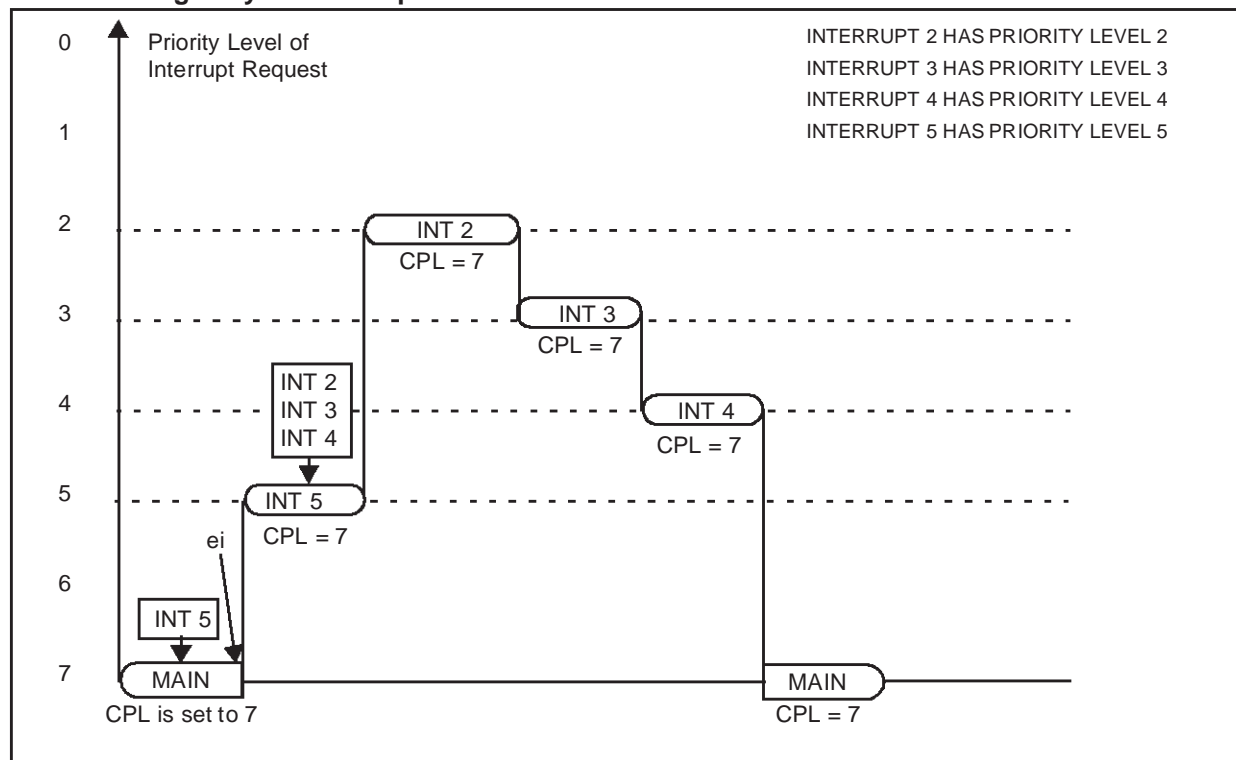 0
Priority Level of
Interrupt Request
INTERRUPT 2 HAS PRIORITY LEVEL 2
INTERRUPT 3 HAS PRIORITY LEVEL 3
INTERRUPT 4 HAS PRIORITY LEVEL 4
INTERRUPT 5 HAS PRIORITY LEVEL 5
1
2
INT 2
CPL = 7
3
INT 3
CPL = 7
INT 2
INT 3
INT 4
4
INT 4
CPL = 7
5
INT 5
CPL = 7
ei
6
INT 5
7
MAIN
CPL is set to 7
MAIN
CPL = 7